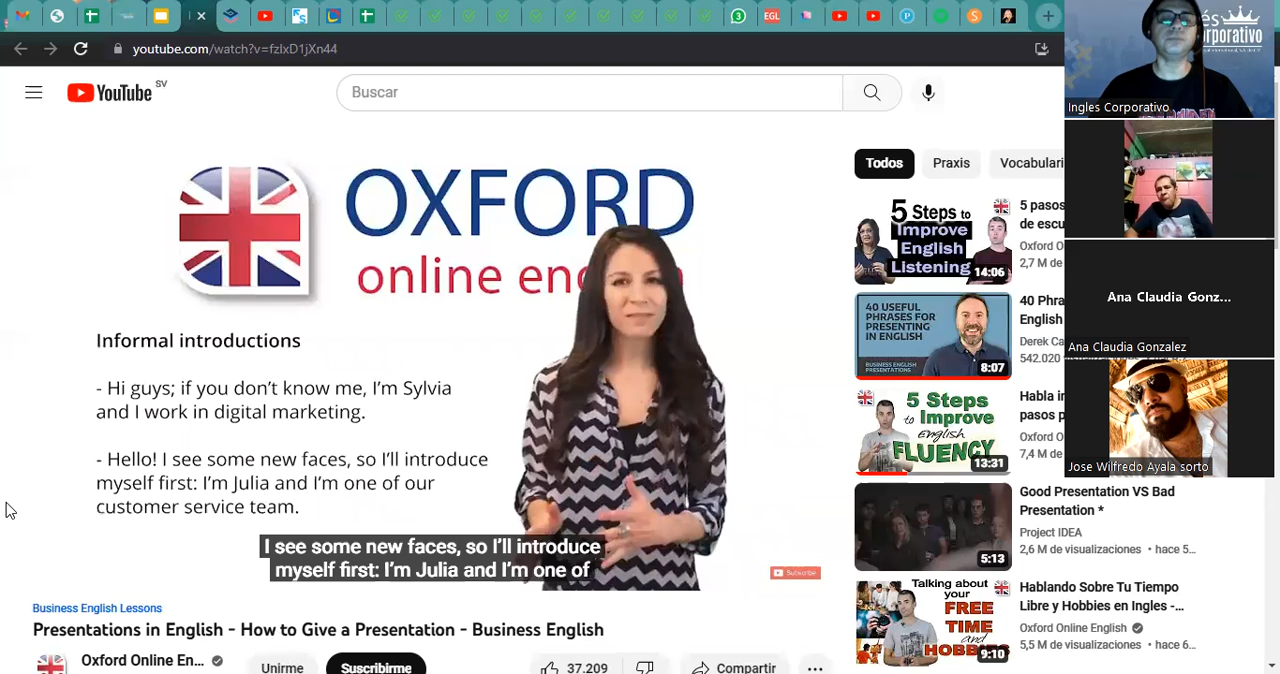 EGL
youtube.com/watch?v=fzIxD1jXn44
YouTube SV
Buscar
OXFORD
online en
Informal introductions
- Hi guys; if you don't know me, I'm Sylvia
and I work in digital marketing.
- Hello! I see some new faces, so I'll introduce
myself first: I'm Julia and I'm one of our
customer service team.
I see some new faces, so I'll introduce
myself first: I'm Julia and I'm one of
Subscribe
Business English Lessons
Presentations in English - How to Give a Presentation - Business English
Oxford Online En...
Unirme
Suscribirme
37.209
Compartir
Todos
Praxis
Vocabulari
5 Steps to
Improve
English
Listening
14:06
5 pasos
de escu
Oxford O
2,7 M de
40 USEFUL
PHRASES FOR
PRESENTING
IN ENGLISH
BUSINESS ENGLISH
PRESENTATIONS
8:07
40 Phra
English
Derek Ca
542.020
5 Steps
to Improve
English
FLUENCY
13:31
Habla in
pasos p
Oxford O
7,4 M de
5:13
Good Presentation VS Bad
Presentation *
Project IDEA
2,6 M de visualizaciones • hace 5...
Talking about
your
FREE
TIME
and
HOBBIES
9:10
Hablando Sobre Tu Tiempo
Libre y Hobbies en Ingles -...
Oxford Online English
5,5 M de visualizaciones • hace 6...
és
orporativo
Ingles Corporativo
Ana Claudia Gonz...
Ana Claudia Gonzalez
Jose Wilfredo Ayala sorto